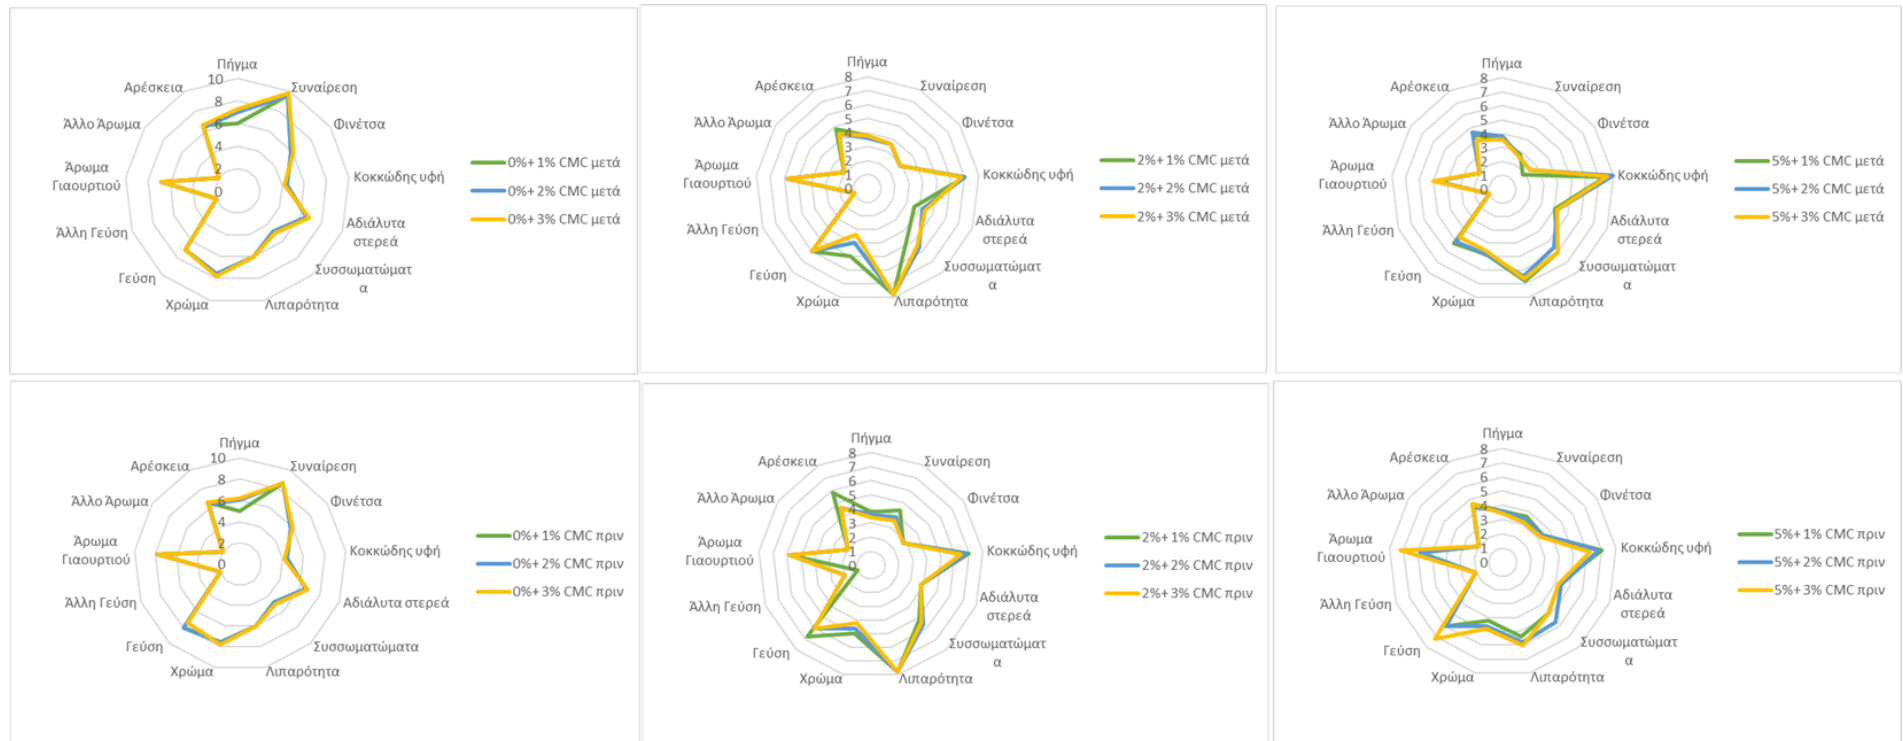 Πήγμα
Συναίρεση
Φινέτσα
Κοκκώδης υφή
Αδιάλυτα
στερεά
Συσσωματώματ
α
Λιπαρότητα
Χρώμα
Γεύση
Άλλη Γεύση
Άρωμα
Γιαουρτιού
Άλλο Άρωμα
Αρέσκεια
10
8
6
4
2
0
0%+1% CMC μετά
0%+2% CMC μετά
0%+3% CMC μετά
Πήγμα
Συναίρεση
Φινέτσα
Κοκκώδης υφή
Αδιάλυτα
στερεά
Συσσωματώματ
α
Λιπαρότητα
Χρώμα
Γεύση
Άλλη Γεύση
Άρωμα
Γιαουρτιού
Άλλο Άρωμα
Αρέσκεια
8
7
6
5
4
3
2
1
0
2%+1% CMC μετά
2%+2% CMC μετά
2%+3% CMC μετά
Πήγμα
Συναίρεση
Φινέτσα
Κοκκώδης υφή
Αδιάλυτα
στερεά
Συσσωματώματ
α
Λιπαρότητα
Χρώμα
Γεύση
Άλλη Γεύση
Άρωμα
Γιαουρτιού
Άλλο Άρωμα
Αρέσκεια
8
7
6
5
4
3
2
1
0
5%+1% CMC μετά
5%+2% CMC μετά
5%+3% CMC μετά
Πήγμα
Συναίρεση
Φινέτσα
Κοκκώδης υφή
Αδιάλυτα στερεά
Συσσωματώματα
Λιπαρότητα
Χρώμα
Γεύση
Άλλη Γεύση
Άρωμα
Γιαουρτιού
Άλλο Άρωμα
Αρέσκεια
10
8
6
4
2
0
0%+1% CMC πριν
0%+2% CMC πριν
0%+3% CMC πριν
Πήγμα
Συναίρεση
Φινέτσα
Κοκκώδης υφή
Αδιάλυτα
στερεά
Συσσωματώματ
α
Λιπαρότητα
Χρώμα
Γεύση
Άλλη Γεύση
Άρωμα
Γιαουρτιού
Άλλο Άρωμα
Αρέσκεια
8
7
6
5
4
3
2
1
0
2%+1% CMC πριν
2%+2% CMC πριν
2%+3% CMC πριν
Πήγμα
Συναίρεση
Φινέτσα
Κοκκώδης υφή
Αδιάλυτα
στερεά
Συσσωματώματ
α
Λιπαρότητα
Χρώμα
Γεύση
Άλλη Γεύση
Άρωμα
Γιαουρτιού
Άλλο Άρωμα
Αρέσκεια
8
7
6
5
4
3
2
1
0
5%+1% CMC πριν
5%+2% CMC πριν
5%+3% CMC πριν